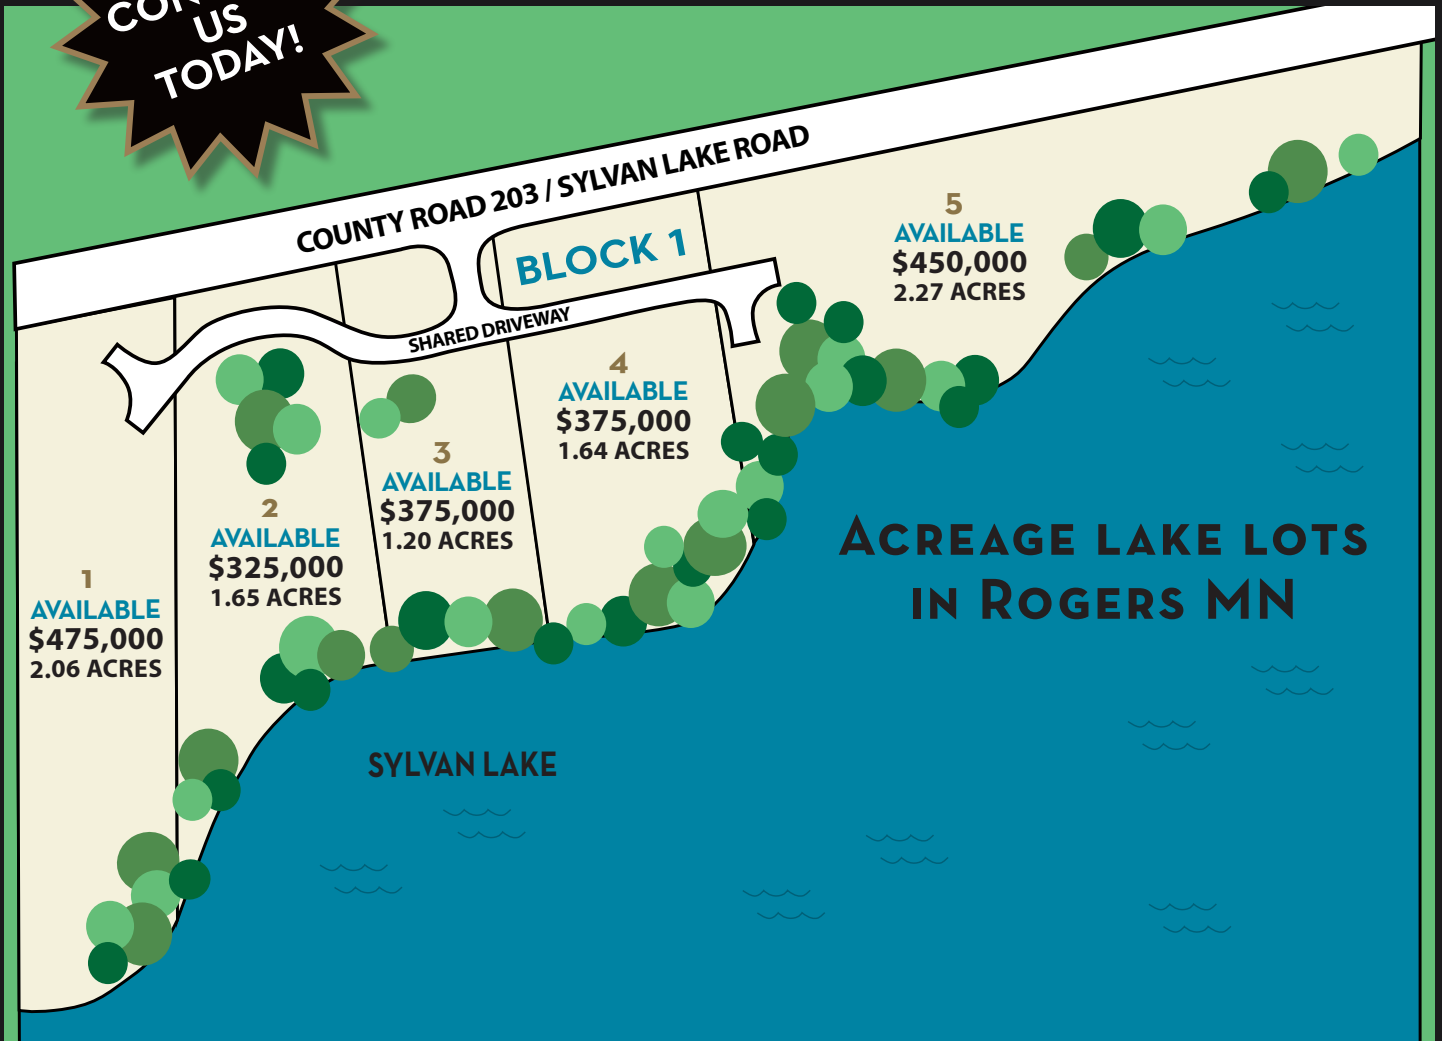 US
TODAY!
COUNTY ROAD 203 / SYLVAN LAKE ROAD
BLOCK 1
SHARED DRIVEWAY
5
AVAILABLE
$450,000
2.27 ACRES
4
AVAILABLE
$375,000
1.64 ACRES
3
AVAILABLE
$375,000
1.20 ACRES
2
AVAILABLE
$325,000
1.65 ACRES
1
AVAILABLE
$475,000
2.06 ACRES
ACREAGE LAKE LOTS
IN ROGERS MN
SYLVAN LAKE